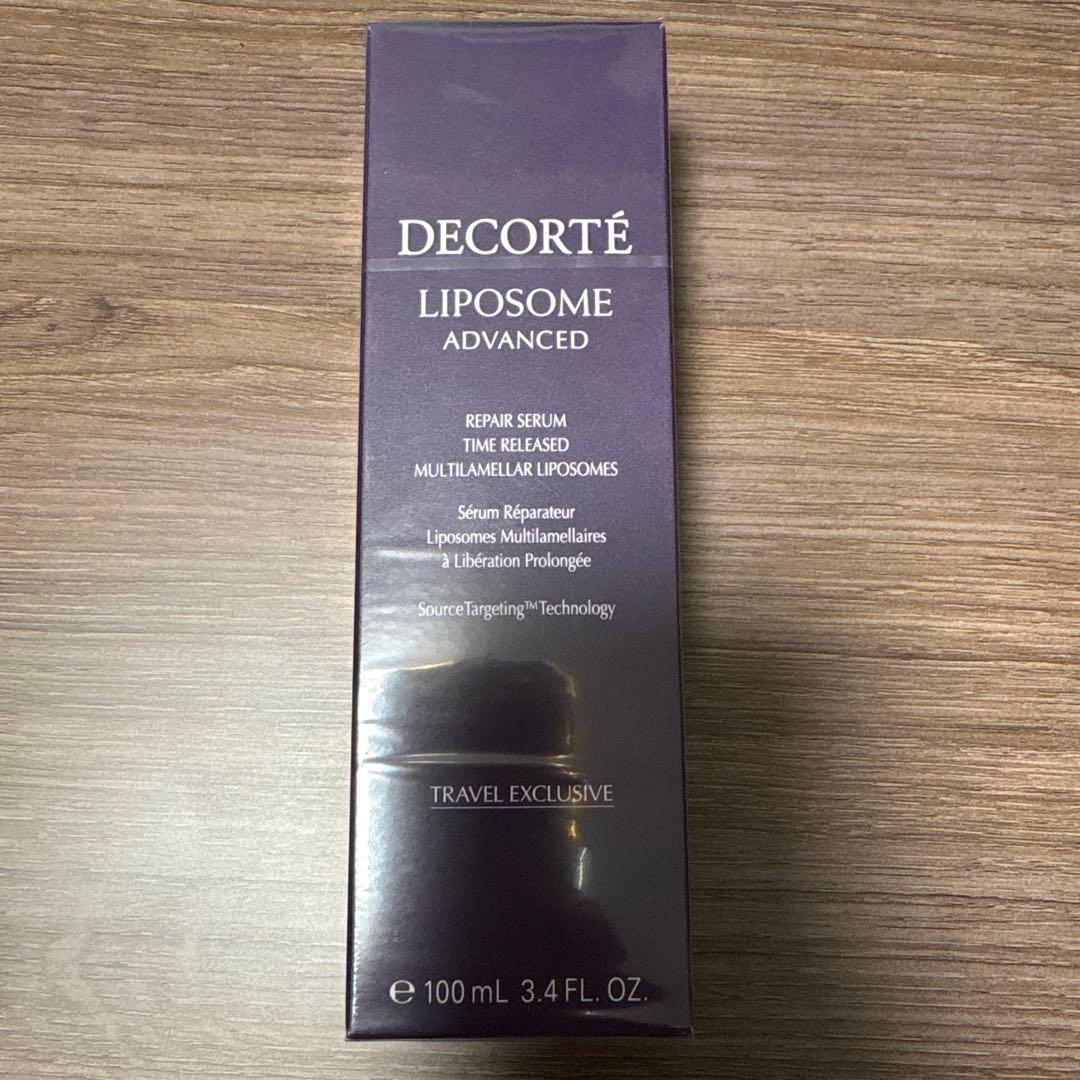 DECORTÉ
LIPOSOME
ADVANCED
REPAIR SERUM
TIME RELEASED
MULTILAMELLAR LIPOSOMES
Sérum Réparateur
Liposomes Multilamellaires
à Libération Prolongée
SourceTargeting™ Technology
TRAVEL EXCLUSIVE
℮ 100 mL 3.4 FL. OZ.